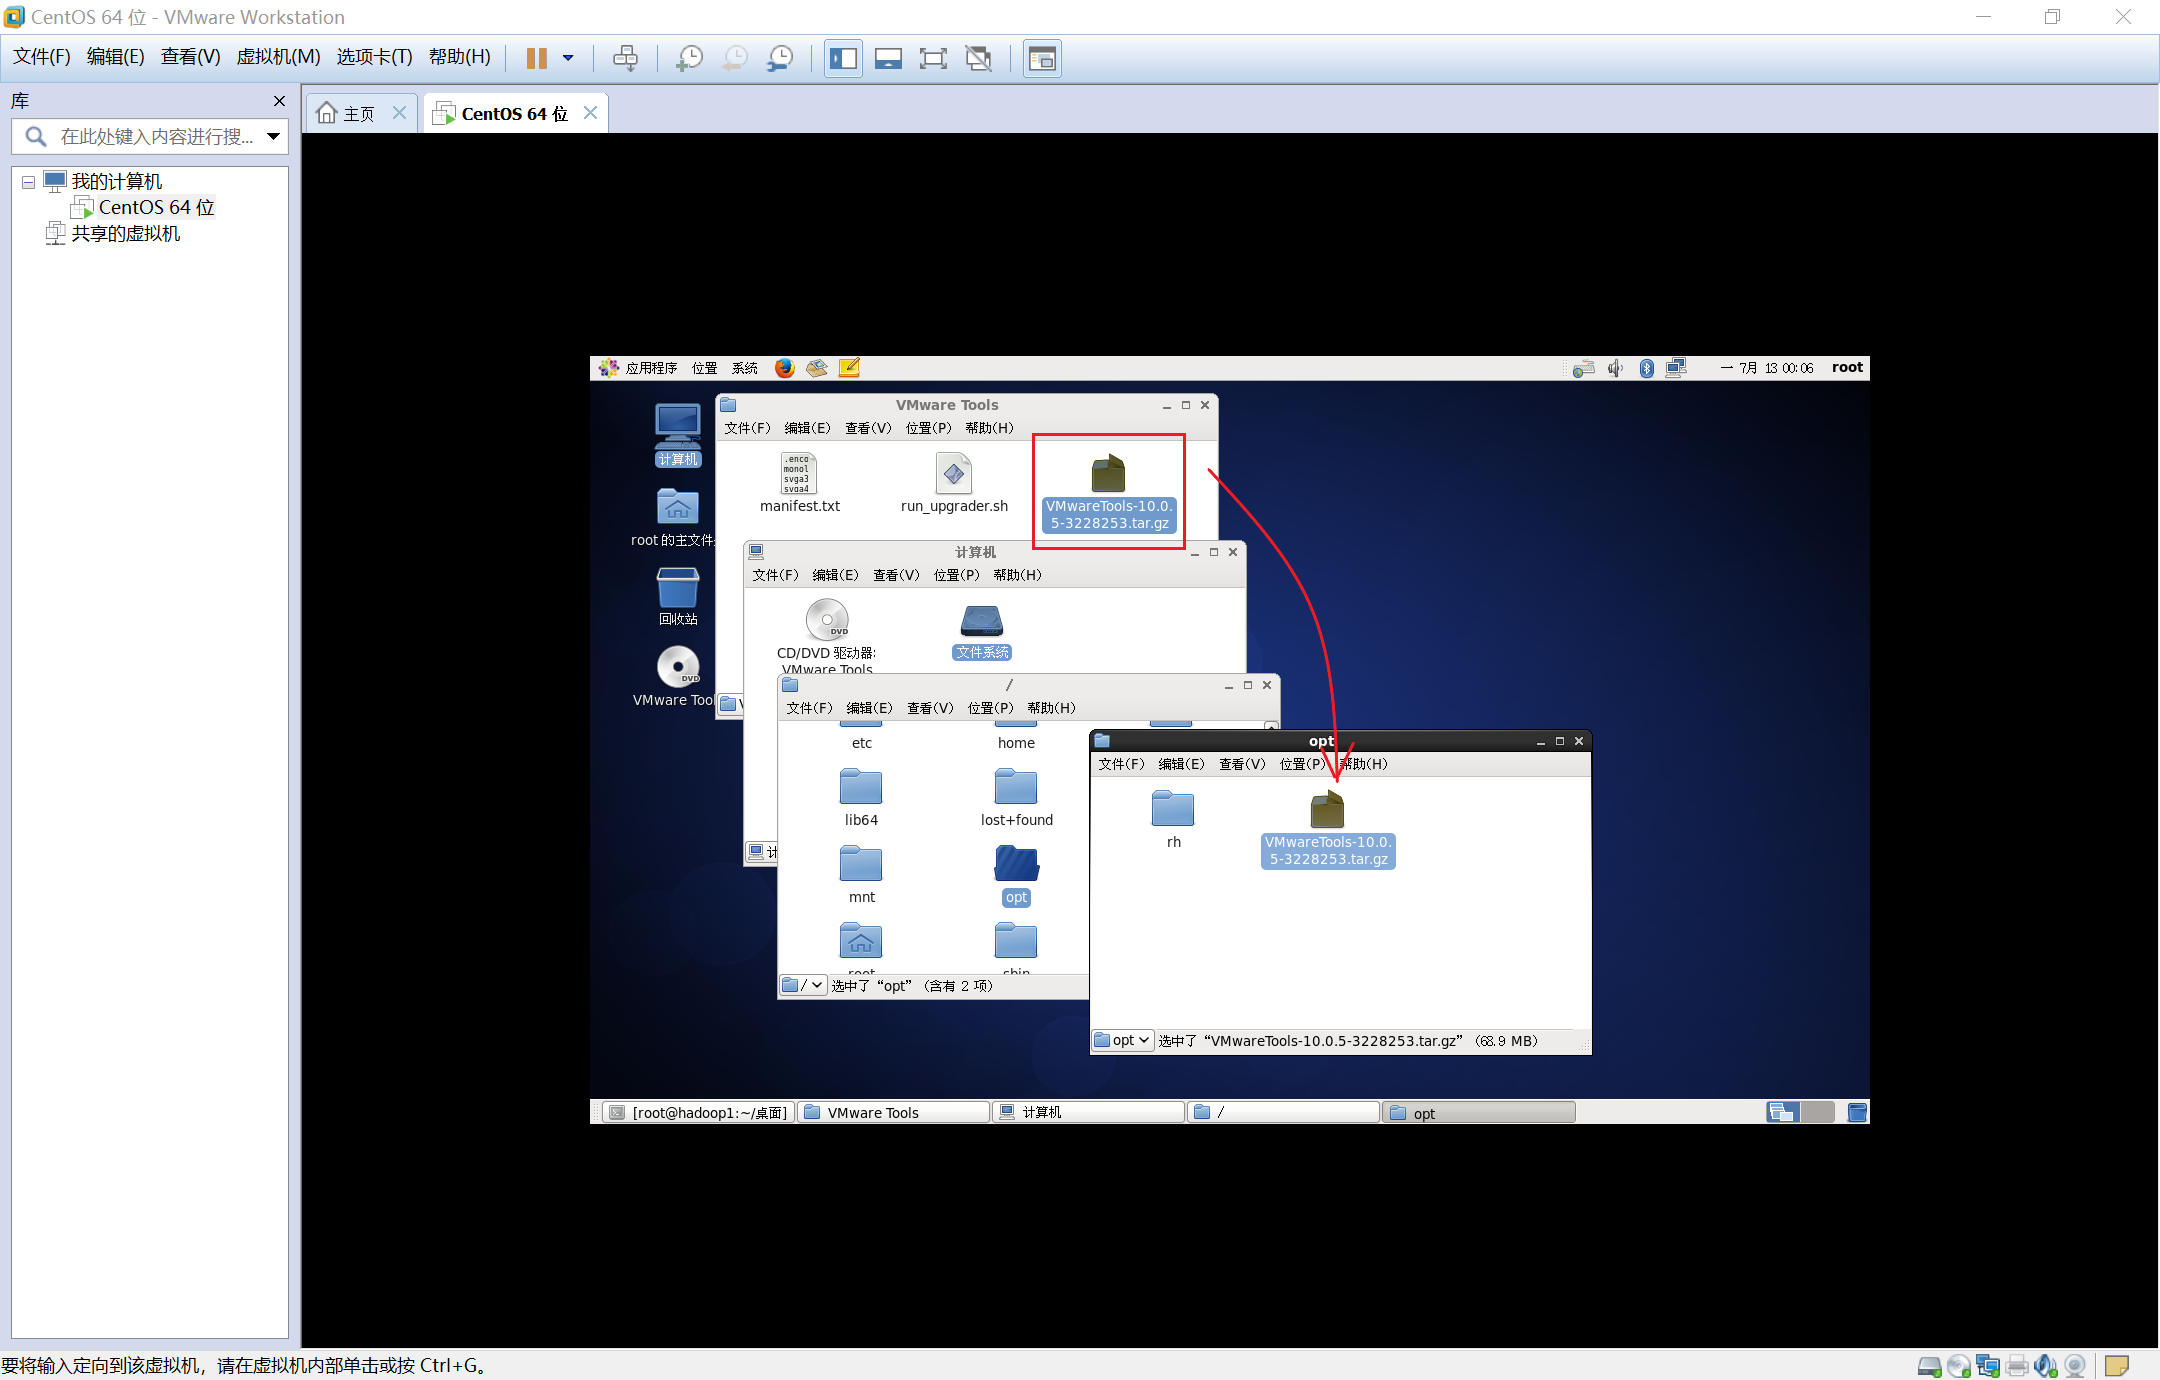 CentOS 64 位 - VMware Workstation
文件(F) 编辑(E) 查看(V) 虚拟机(M) 选项卡(T) 帮助(H)
库
在此处键入内容进行搜...
我的计算机
CentOS 64 位
共享的虚拟机
主页
CentOS 64 位
应用程序 位置 系统
一 7月 13 00:06 root
计算机
root 的主文件
回收站
DVD
VMware Too
VMware Tools
文件(F) 编辑(E) 查看(V) 位置(P) 帮助(H)
.enco
monol
svga3
svga4
manifest.txt
run_upgrader.sh
VMwareTools-10.0.
5-3228253.tar.gz
计算机
文件(F) 编辑(E) 查看(V) 位置(P) 帮助(H)
DVD
CD/DVD 驱动器:
VMware Tools
文件系统
计
/
文件(F) 编辑(E) 查看(V) 位置(P) 帮助(H)
etc
home
lib64
lost+found
mnt
opt
root
sbin
/ 选中了“opt” (含有 2 项)
opt
文件(F) 编辑(E) 查看(V) 位置(P) 帮助(H)
rh
VMwareTools-10.0.
5-3228253.tar.gz
opt 选中了“VMwareTools-10.0.5-3228253.tar.gz” (68.9 MB)
[root@hadoop1:~/桌面]
VMware Tools
计算机
/
opt
要将输入定向到该虚拟机，请在虚拟机内部单击或按 Ctrl+G。